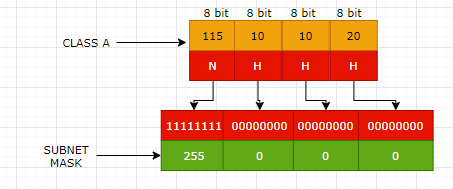 8 bit 8 bit 8 bit 8 bit
CLASS A 115 10 10 20
N H H H
11111111 00000000 00000000 00000000
SUBNET MASK 255 0 0 0